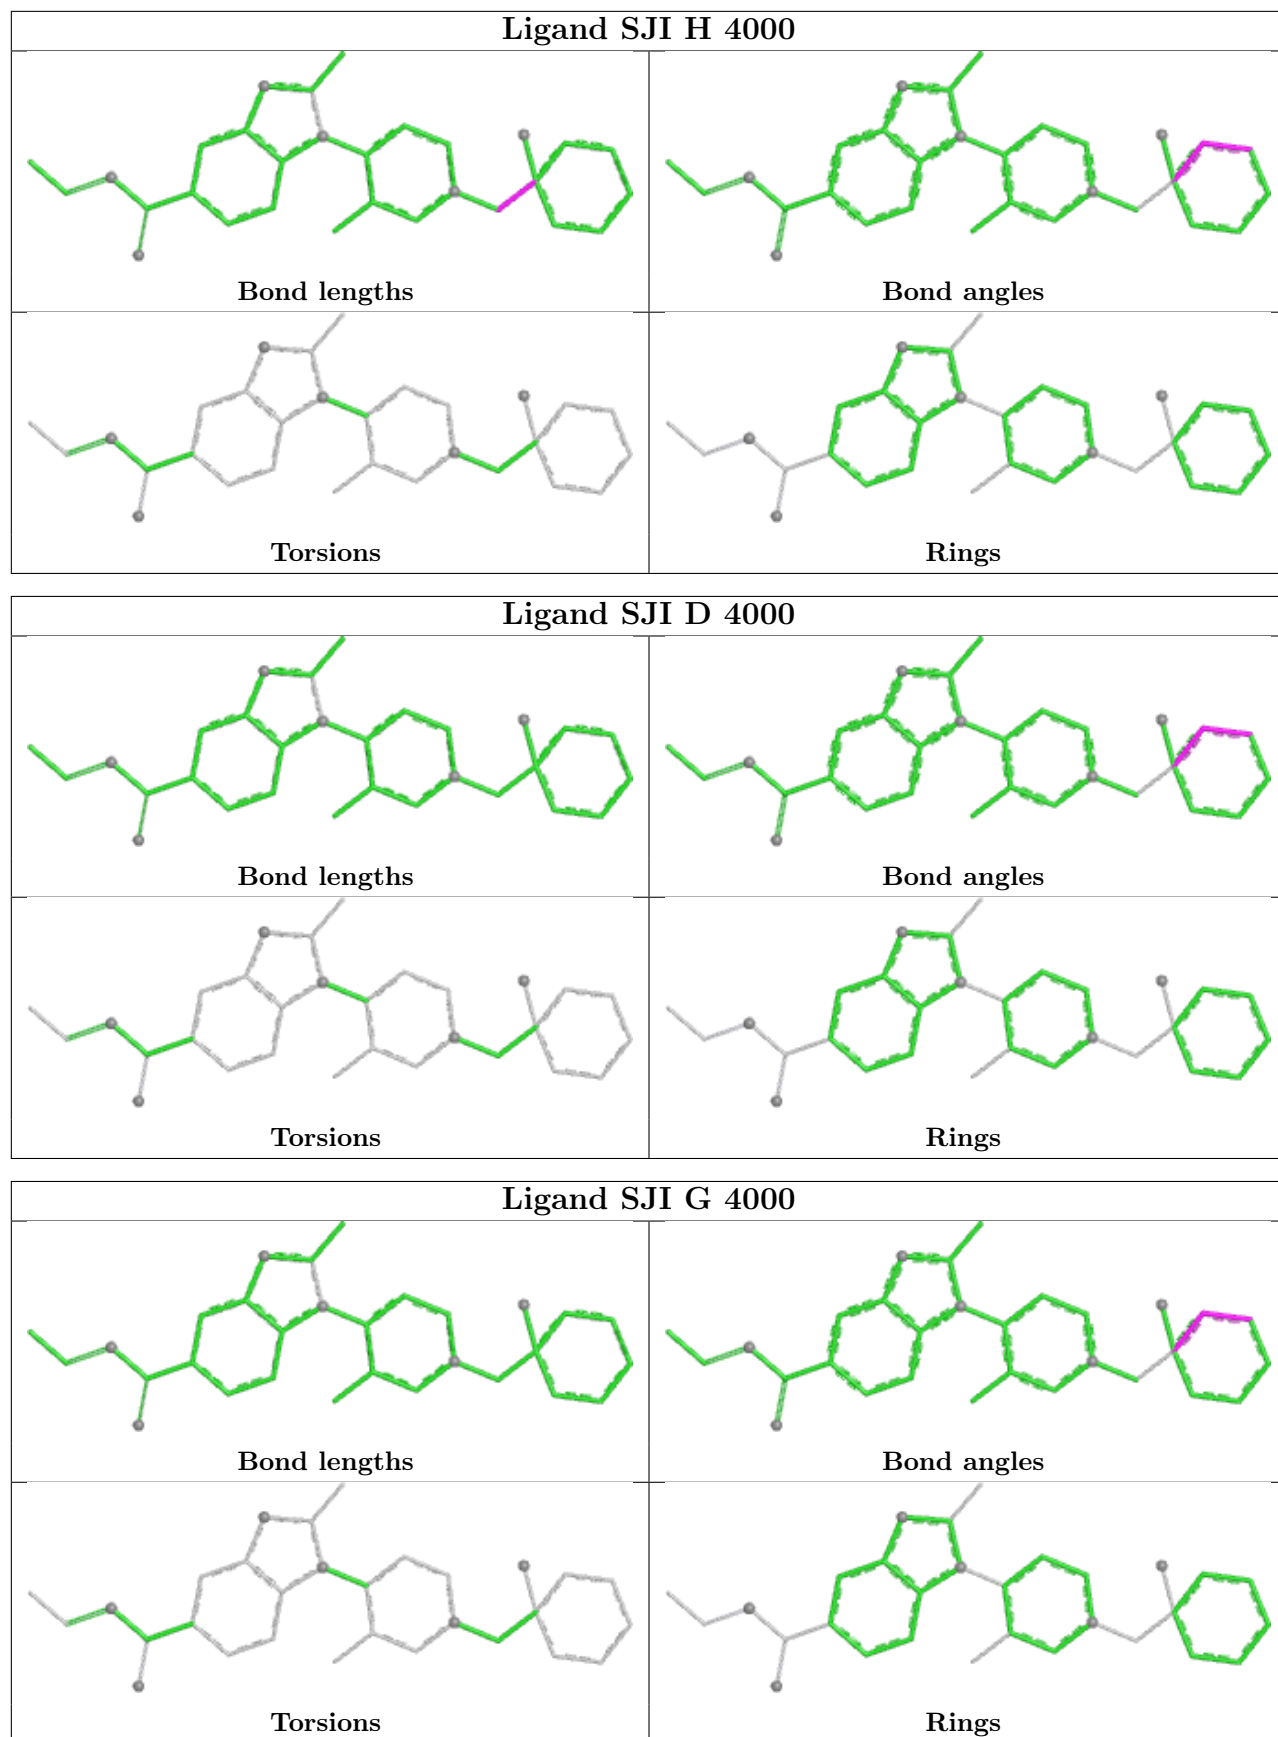 Ligand SJI H 4000
Bond lengths
Bond angles
Torsions
Rings
Ligand SJI D 4000
Bond lengths
Bond angles
Torsions
Rings
Ligand SJI G 4000
Bond lengths
Bond angles
Torsions
Rings